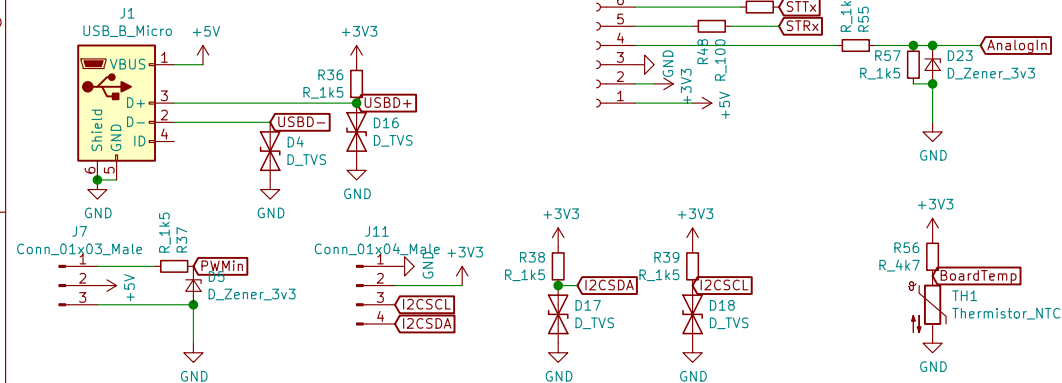 J1
USB_B_Micro
VBUS
1
+5V
D+
3
D-
2
ID
4
Shield
GND
6
5
GND
+3V3
R36
R_1k5
USBD+
USBD-
D4
D_TVS
GND
D16
D_TVS
GND
6
STTx
5
STRx
R48
R_100
4
R_1k
R55
3
GND
2
+3V3
1
+5V
AnalogIn
R57
R_1k5
D23
D_Zener_3v3
GND
J7
Conn_01x03_Male
1
2
3
R_1k5
R37
+5V
PWMin
D5
D_Zener_3v3
GND
J11
Conn_01x04_Male
1
2
3
4
GND
+3V3
I2CSCL
I2CSDA
+3V3
R38
R_1k5
I2CSDA
D17
D_TVS
GND
+3V3
R39
R_1k5
I2CSCL
D18
D_TVS
GND
+3V3
R56
R_4k7
BoardTemp
TH1
Thermistor_NTC
GND